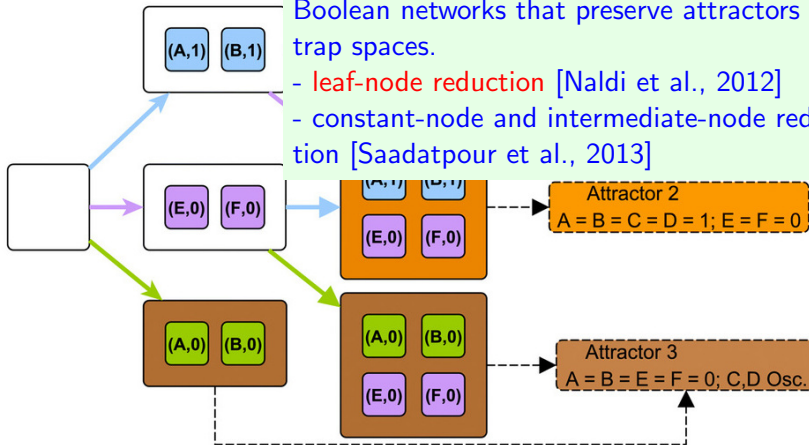 Boolean networks that preserve attractors
trap spaces.
- leaf-node reduction [Naldi et al., 2012]
- constant-node and intermediate-node red
tion [Saadatpour et al., 2013]
(A,1) (B,1)
(E,0) (F,0)
(A,1) (B,1)
(E,0) (F,0)
Attractor 2
A = B = C = D = 1; E = F = 0
(A,0) (B,0)
(A,0) (B,0)
(E,0) (F,0)
Attractor 3
A = B = E = F = 0; C,D Osc.